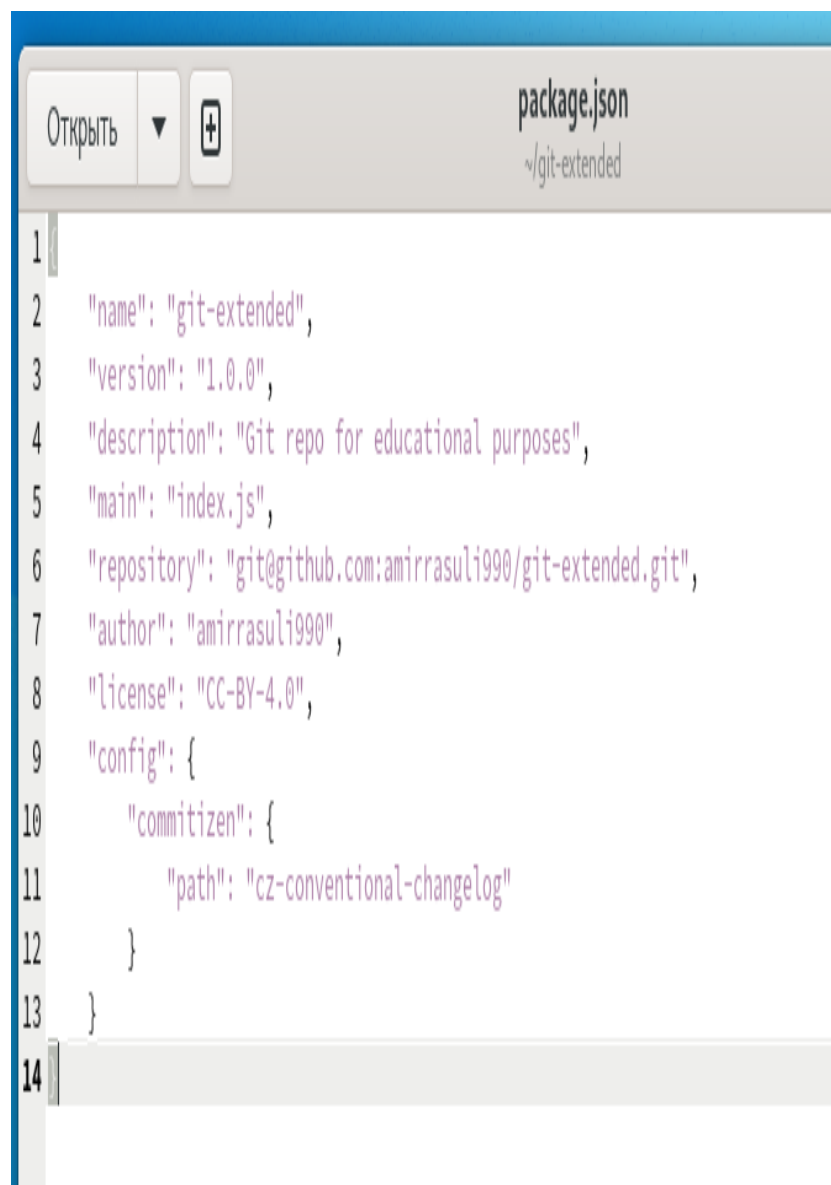 Открыть
package.json
~/git-extended
1 {
2 "name": "git-extended",
3 "version": "1.0.0",
4 "description": "Git repo for educational purposes",
5 "main": "index.js",
6 "repository": "git@github.com:amirrasuli990/git-extended.git",
7 "author": "amirrasuli990",
8 "license": "CC-BY-4.0",
9 "config": {
10 "commitizen": {
11 "path": "cz-conventional-changelog"
12 }
13 }
14 }